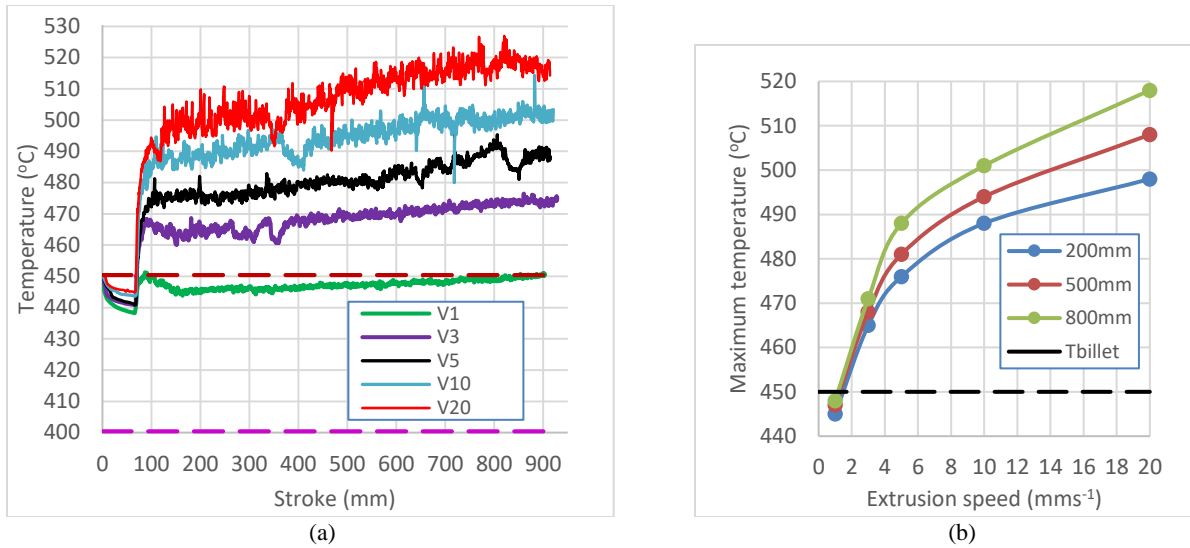 530
520
510
500
490
480
470
460
450
440
430
420
410
400
Temperature (ºC)
V1
V3
V5
V10
V20
0 100 200 300 400 500 600 700 800 900
Stroke (mm)
(a)
520
510
500
490
480
470
460
450
440
Maximum temperature (ºC)
200mm
500mm
800mm
Tbillet
0 2 4 6 8 10 12 14 16 18 20
Extrusion speed (mms⁻¹)
(b)